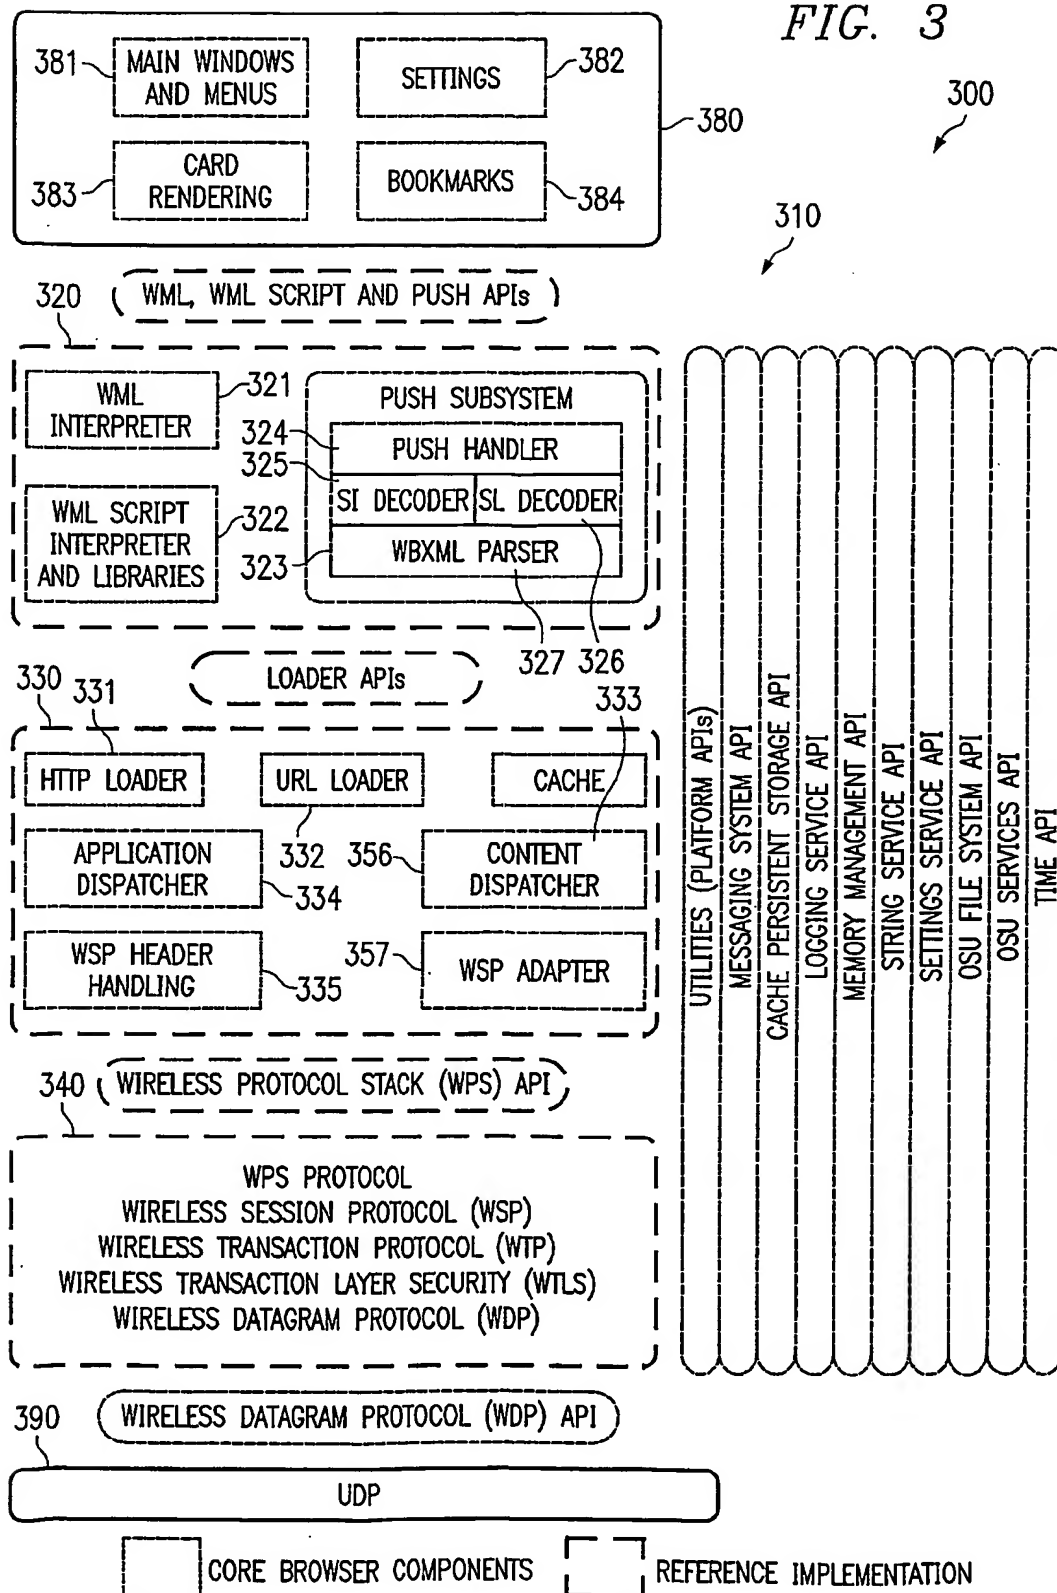 FIG. 3
381
MAIN WINDOWS
AND MENUS
SETTINGS
382
380
300
383
CARD
RENDERING
BOOKMARKS
384
310
320
WML, WML SCRIPT AND PUSH APIs
WML
INTERPRETER
321
PUSH SUBSYSTEM
324
PUSH HANDLER
325
SI DECODER
SL DECODER
WML SCRIPT
INTERPRETER
AND LIBRARIES
322
323
WBXML PARSER
327
326
LOADER APIs
330
331
333
HTTP LOADER
URL LOADER
CACHE
332
APPLICATION
DISPATCHER
334
356
CONTENT
DISPATCHER
WSP HEADER
HANDLING
335
357
WSP ADAPTER
UTILITIES (PLATFORM APIs)
MESSAGING SYSTEM API
CACHE PERSISTENT STORAGE API
LOGGING SERVICE API
MEMORY MANAGEMENT API
STRING SERVICE API
SETTINGS SERVICE API
OSU FILE SYSTEM API
OSU SERVICES API
TIME API
340
WIRELESS PROTOCOL STACK (WPS) API
WPS PROTOCOL
WIRELESS SESSION PROTOCOL (WSP)
WIRELESS TRANSACTION PROTOCOL (WTP)
WIRELESS TRANSACTION LAYER SECURITY (WTLS)
WIRELESS DATAGRAM PROTOCOL (WDP)
390
WIRELESS DATAGRAM PROTOCOL (WDP) API
UDP
CORE BROWSER COMPONENTS
REFERENCE IMPLEMENTATION